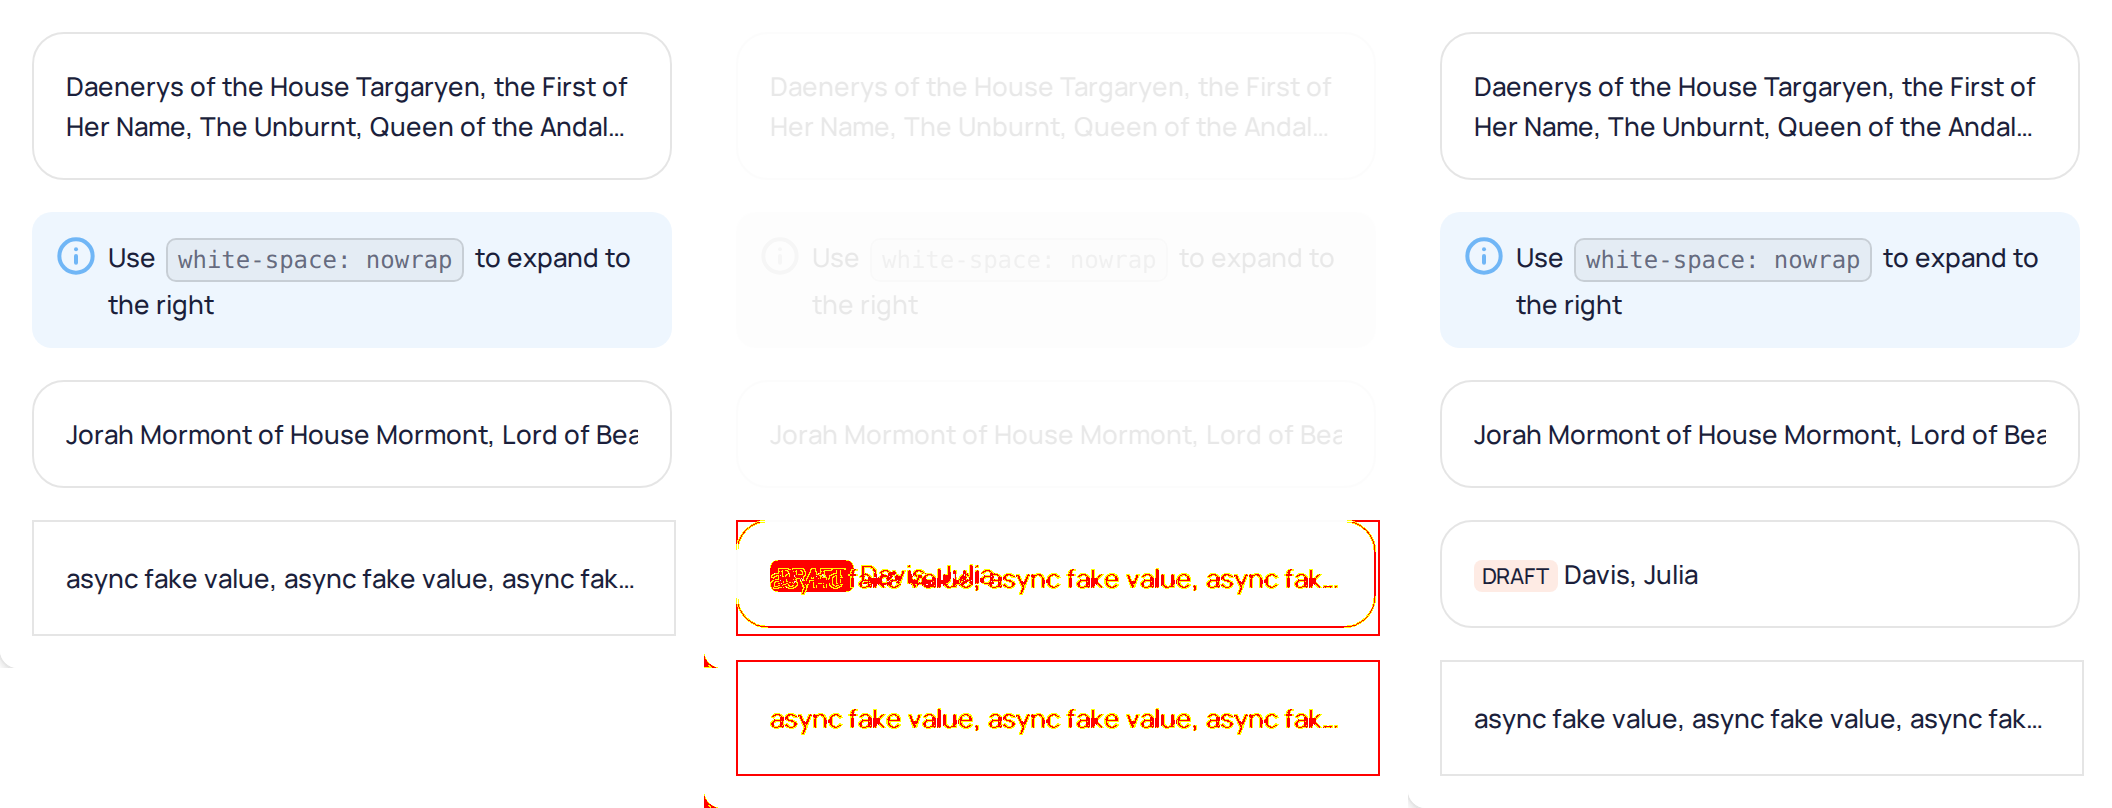 Daenerys of the House Targaryen, the First of
Her Name, The Unburnt, Queen of the Andal...
Use white-space: nowrap to expand to
the right
Jorah Mormont of House Mormont, Lord of Bea
async fake value, async fake value, async fak...
Daenerys of the House Targaryen, the First of
Her Name, The Unburnt, Queen of the Andal...
Use white-space: nowrap to expand to
the right
Jorah Mormont of House Mormont, Lord of Bea
DRAFT Davis, Julia
async fake value, async fake value, async fak...
async fake value, async fake value, async fak...
Daenerys of the House Targaryen, the First of
Her Name, The Unburnt, Queen of the Andal...
Use white-space: nowrap to expand to
the right
Jorah Mormont of House Mormont, Lord of Bea
DRAFT Davis, Julia
async fake value, async fake value, async fak...